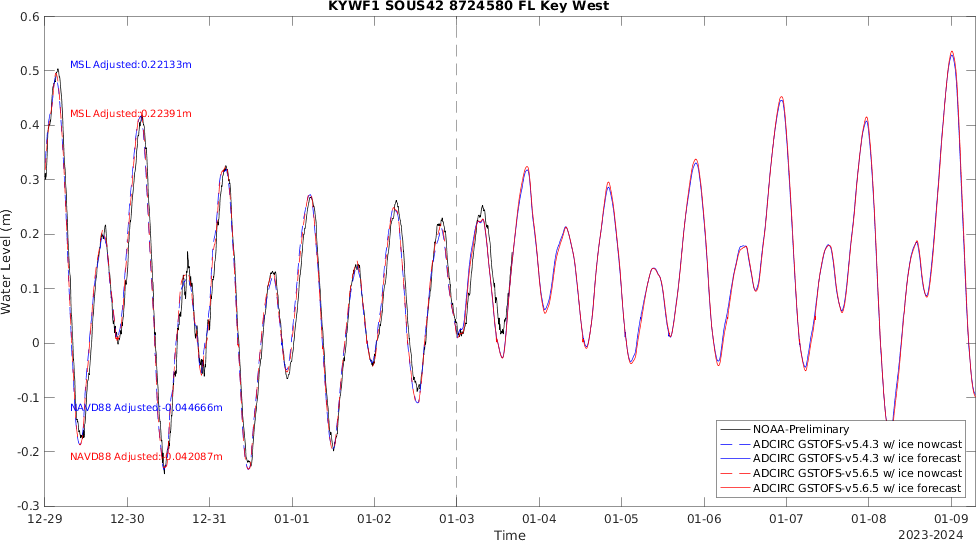 KYWF1 SOUS42 8724580 FL Key West
0.6
0.5
0.4
0.3
0.2
0.1
0
-0.1
-0.2
-0.3
Water Level (m)
MSL Adjusted:0.22133m
MSL Adjusted:0.22391m
NAVD88 Adjusted:-0.044666m
NAVD88 Adjusted:-0.042087m
NOAA-Preliminary
ADCIRC GSTOFS-v5.4.3 w/ ice nowcast
ADCIRC GSTOFS-v5.4.3 w/ ice forecast
ADCIRC GSTOFS-v5.6.5 w/ ice nowcast
ADCIRC GSTOFS-v5.6.5 w/ ice forecast
12-29 12-30 12-31 01-01 01-02 01-03 01-04 01-05 01-06 01-07 01-08 01-09
Time
2023-2024